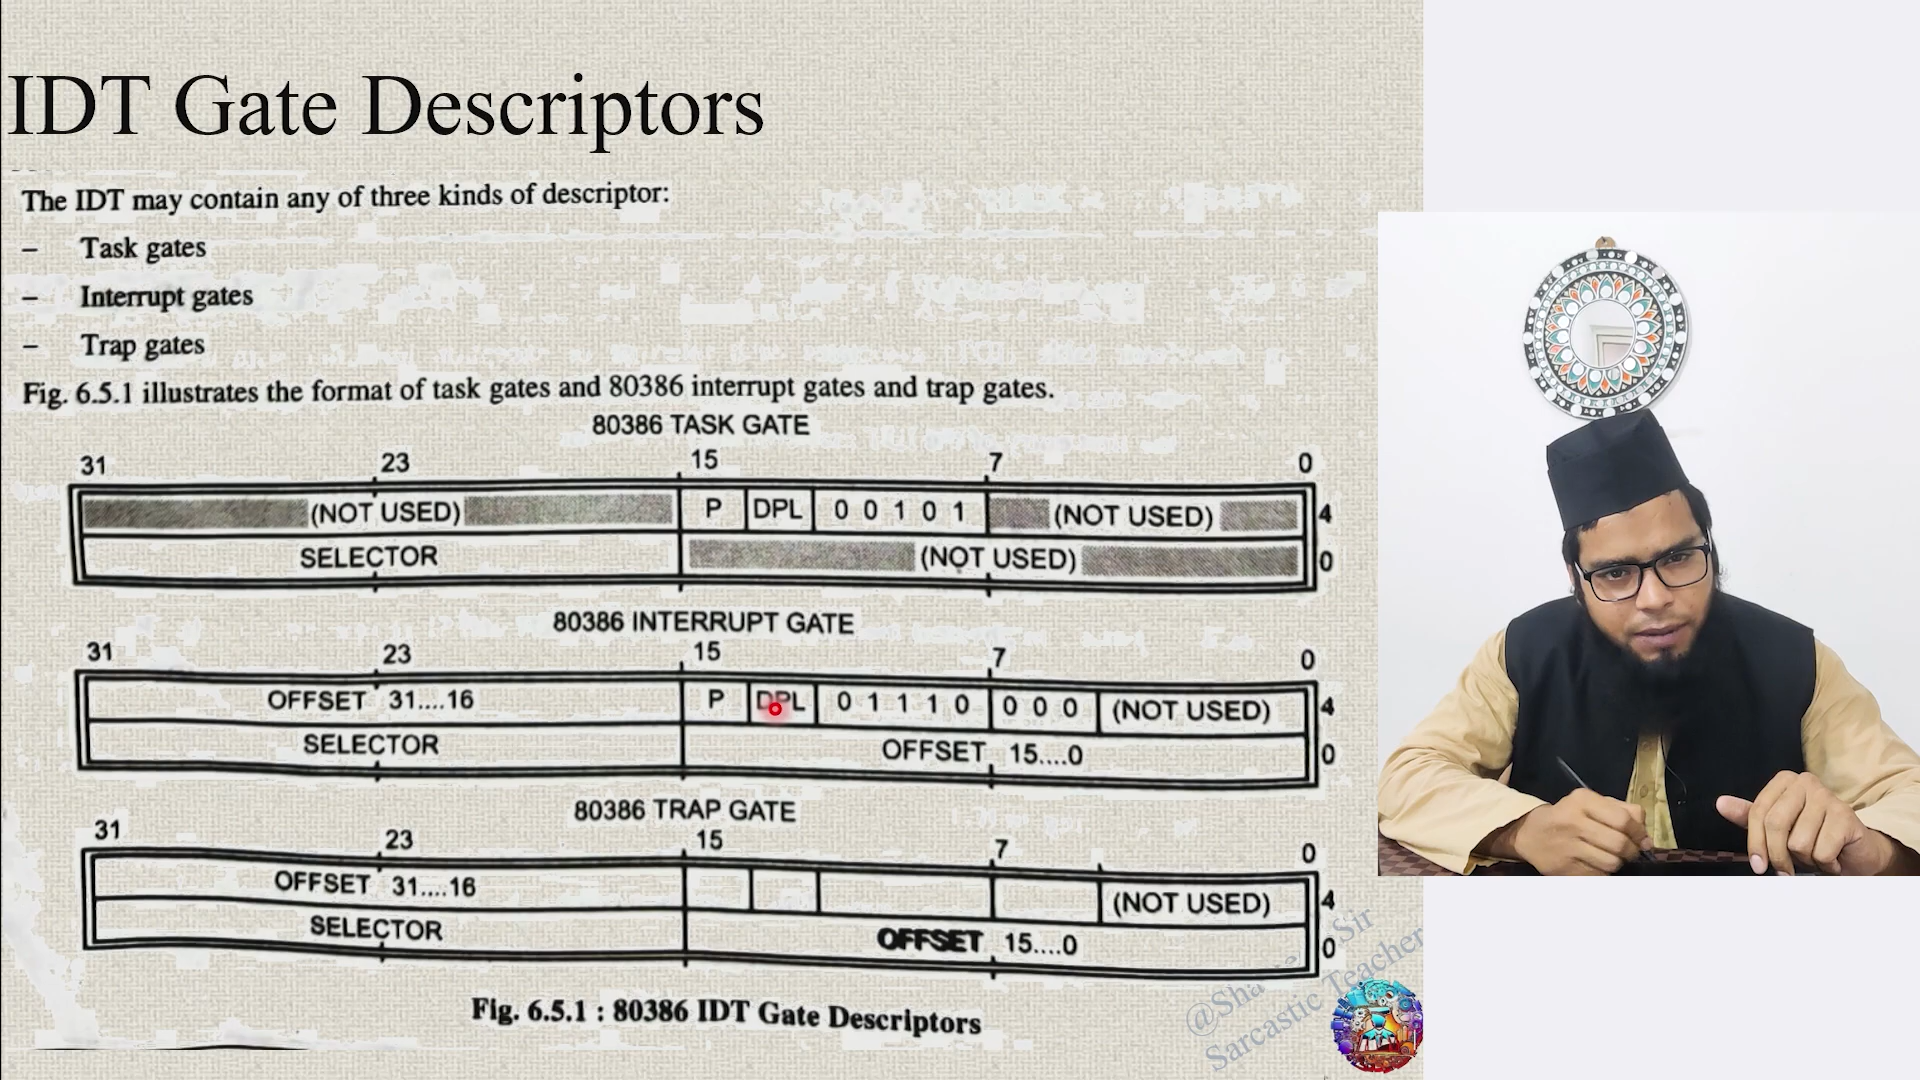 IDT Gate Descriptors
The IDT may contain any of three kinds of descriptor:
– Task gates
– Interrupt gates
– Trap gates
Fig. 6.5.1 illustrates the format of task gates and 80386 interrupt gates and trap gates.
80386 TASK GATE
31 23 15 7 0
(NOT USED) P DPL 0 0 1 0 1 (NOT USED) 4
SELECTOR (NOT USED) 0
80386 INTERRUPT GATE
31 23 15 7 0
OFFSET 31....16 P DPL 0 1 1 1 0 0 0 0 (NOT USED) 4
SELECTOR OFFSET 15....0 0
80386 TRAP GATE
31 23 15 7 0
OFFSET 31....16 (NOT USED) 4
SELECTOR OFFSET 15....0 0
Fig. 6.5.1 : 80386 IDT Gate Descriptors
Sir
Sarcastic Teacher